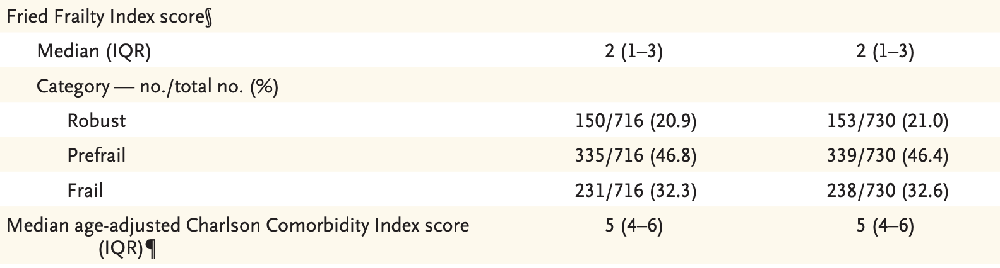 Fried Frailty Index score§
Median (IQR) 2 (1–3) 2 (1–3)
Category — no./total no. (%)
Robust 150/716 (20.9) 153/730 (21.0)
Prefrail 335/716 (46.8) 339/730 (46.4)
Frail 231/716 (32.3) 238/730 (32.6)
Median age-adjusted Charlson Comorbidity Index score 5 (4–6) 5 (4–6)
(IQR)¶